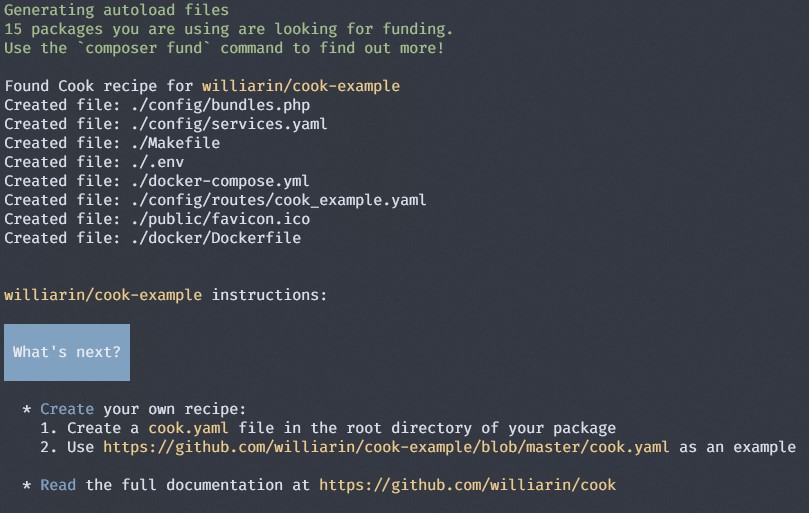 Generating autoload files
15 packages you are using are looking for funding.
Use the `composer fund` command to find out more!
Found Cook recipe for williarin/cook-example
Created file: ./config/bundles.php
Created file: ./config/services.yaml
Created file: ./Makefile
Created file: ./.env
Created file: ./docker-compose.yml
Created file: ./config/routes/cook_example.yaml
Created file: ./public/favicon.ico
Created file: ./docker/Dockerfile
williarin/cook-example instructions:
What's next?
* Create your own recipe:
1. Create a cook.yaml file in the root directory of your package
2. Use https://github.com/williarin/cook-example/blob/master/cook.yaml as an example
* Read the full documentation at https://github.com/williarin/cook